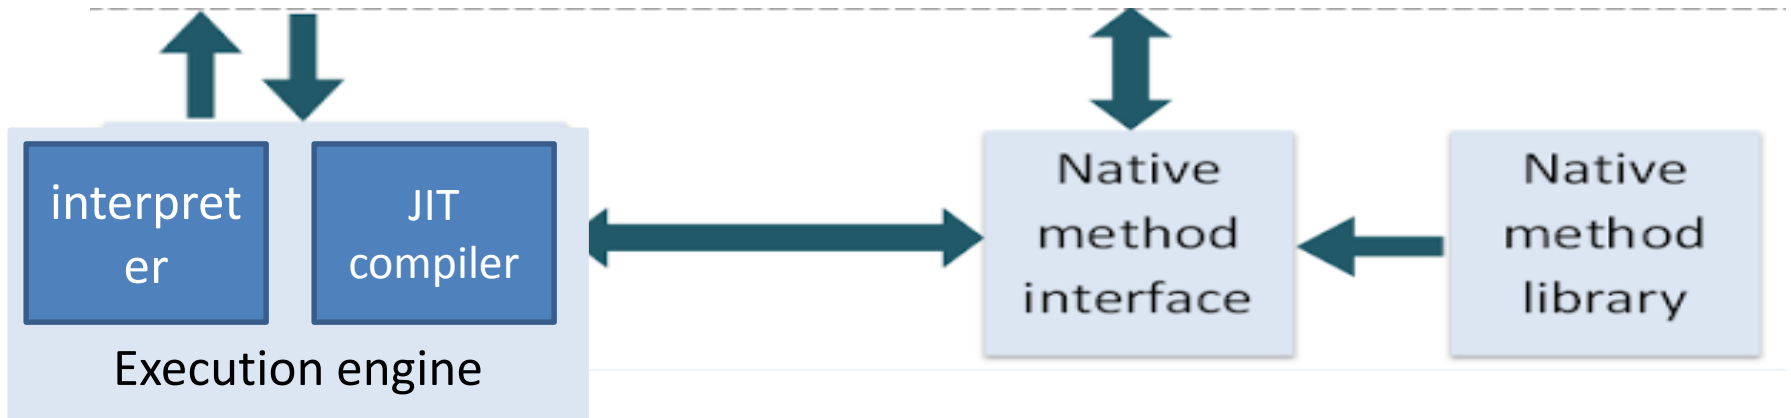 interpret
er
JIT
compiler
Execution engine
Native
method
interface
Native
method
library